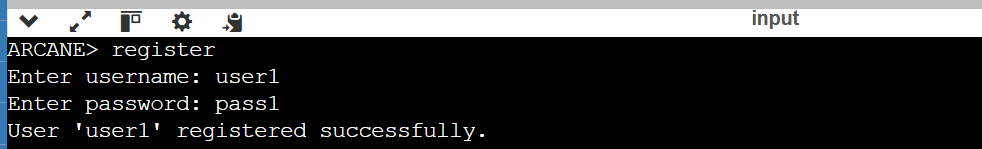 input
ARCANE> register
Enter username: user1
Enter password: pass1
User 'user1' registered successfully.